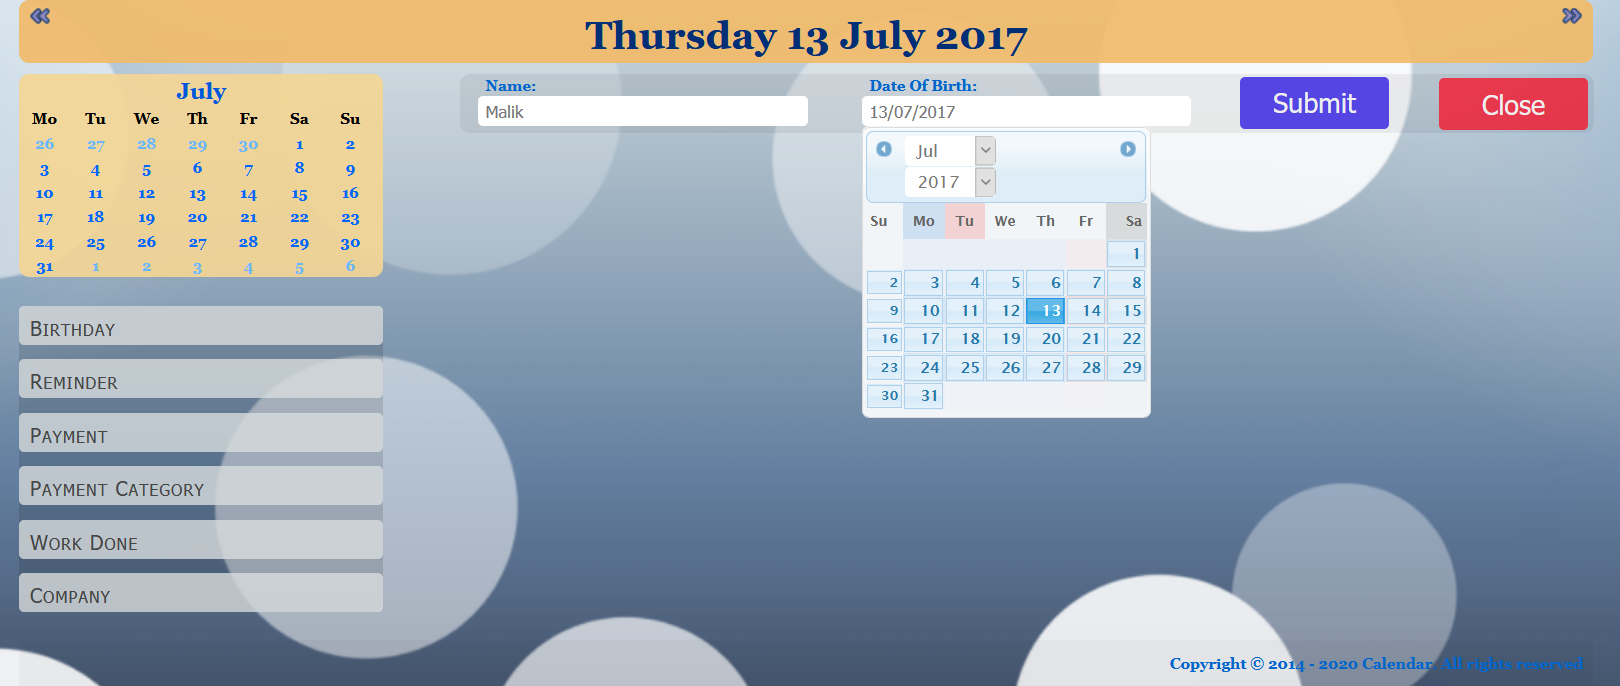 Thursday 13 July 2017
July
Mo Tu We Th Fr Sa Su
26 27 28 29 30 1 2
3 4 5 6 7 8 9
10 11 12 13 14 15 16
17 18 19 20 21 22 23
24 25 26 27 28 29 30
31 1 2 3 4 5 6
Birthday
Reminder
Payment
Payment Category
Work Done
Company
Name:
Malik
Date Of Birth:
13/07/2017
Submit
Close
Jul
2017
Su Mo Tu We Th Fr Sa
1
2 3 4 5 6 7 8
9 10 11 12 13 14 15
16 17 18 19 20 21 22
23 24 25 26 27 28 29
30 31
Copyright © 2014 - 2020 Calendar. All rights reserved